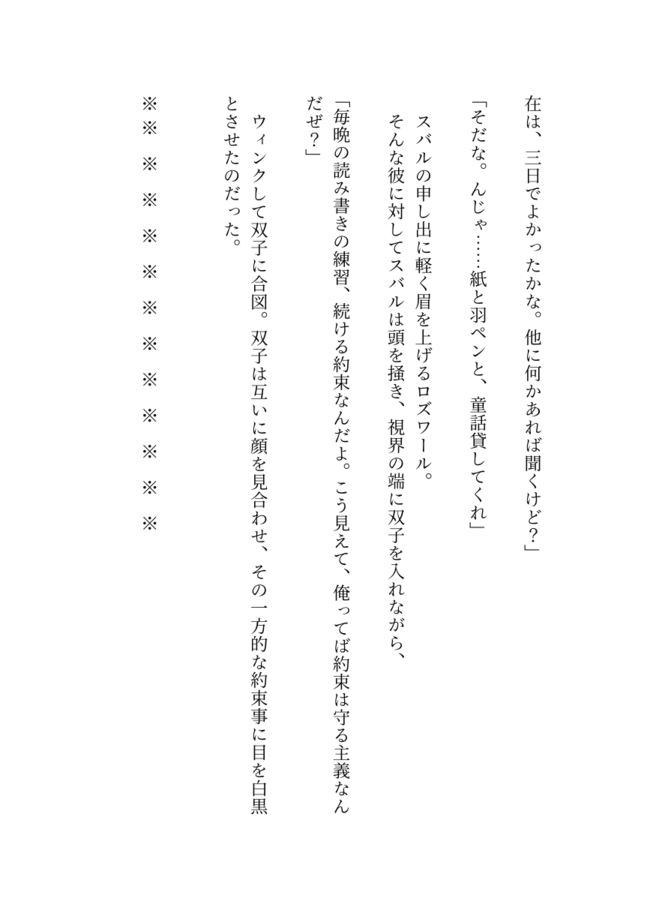 在は、三日でよかったかな。他に何かあれば聞くけど？」
「そだな。んじゃ……紙と羽ペンと、童話貸してくれ」
　スバルの申し出に軽く眉を上げるロズワール。
　そんな彼に対してスバルは頭を掻き、視界の端に双子を入れながら、
「毎晩の読み書きの練習、続ける約束なんだよ。こう見えて、俺ってば約束は守る主義なん
だぜ？」
　ウィンクして双子に合図。双子は互いに顔を見合わせ、その一方的な約束事に目を白黒
とさせたのだった。
※※　※　※　※　※　※　※　※　※　※　※　※